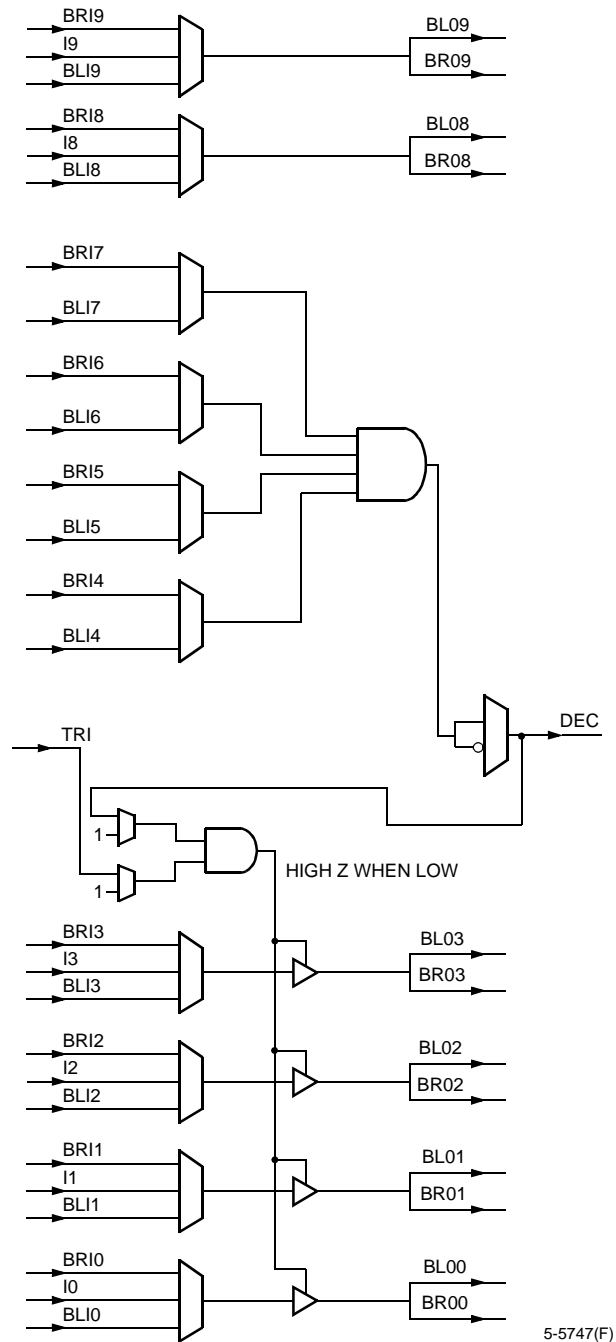 BRI9
I9
BLI9
BL09
BR09
BRI8
I8
BLI8
BL08
BR08
BRI7
BLI7
BRI6
BLI6
BRI5
BLI5
BRI4
BLI4
DEC
TRI
1
1
HIGH Z WHEN LOW
BRI3
I3
BLI3
BL03
BR03
BRI2
I2
BLI2
BL02
BR02
BRI1
I1
BLI1
BL01
BR01
BRI0
I0
BLI0
BL00
BR00
5-5747(F)